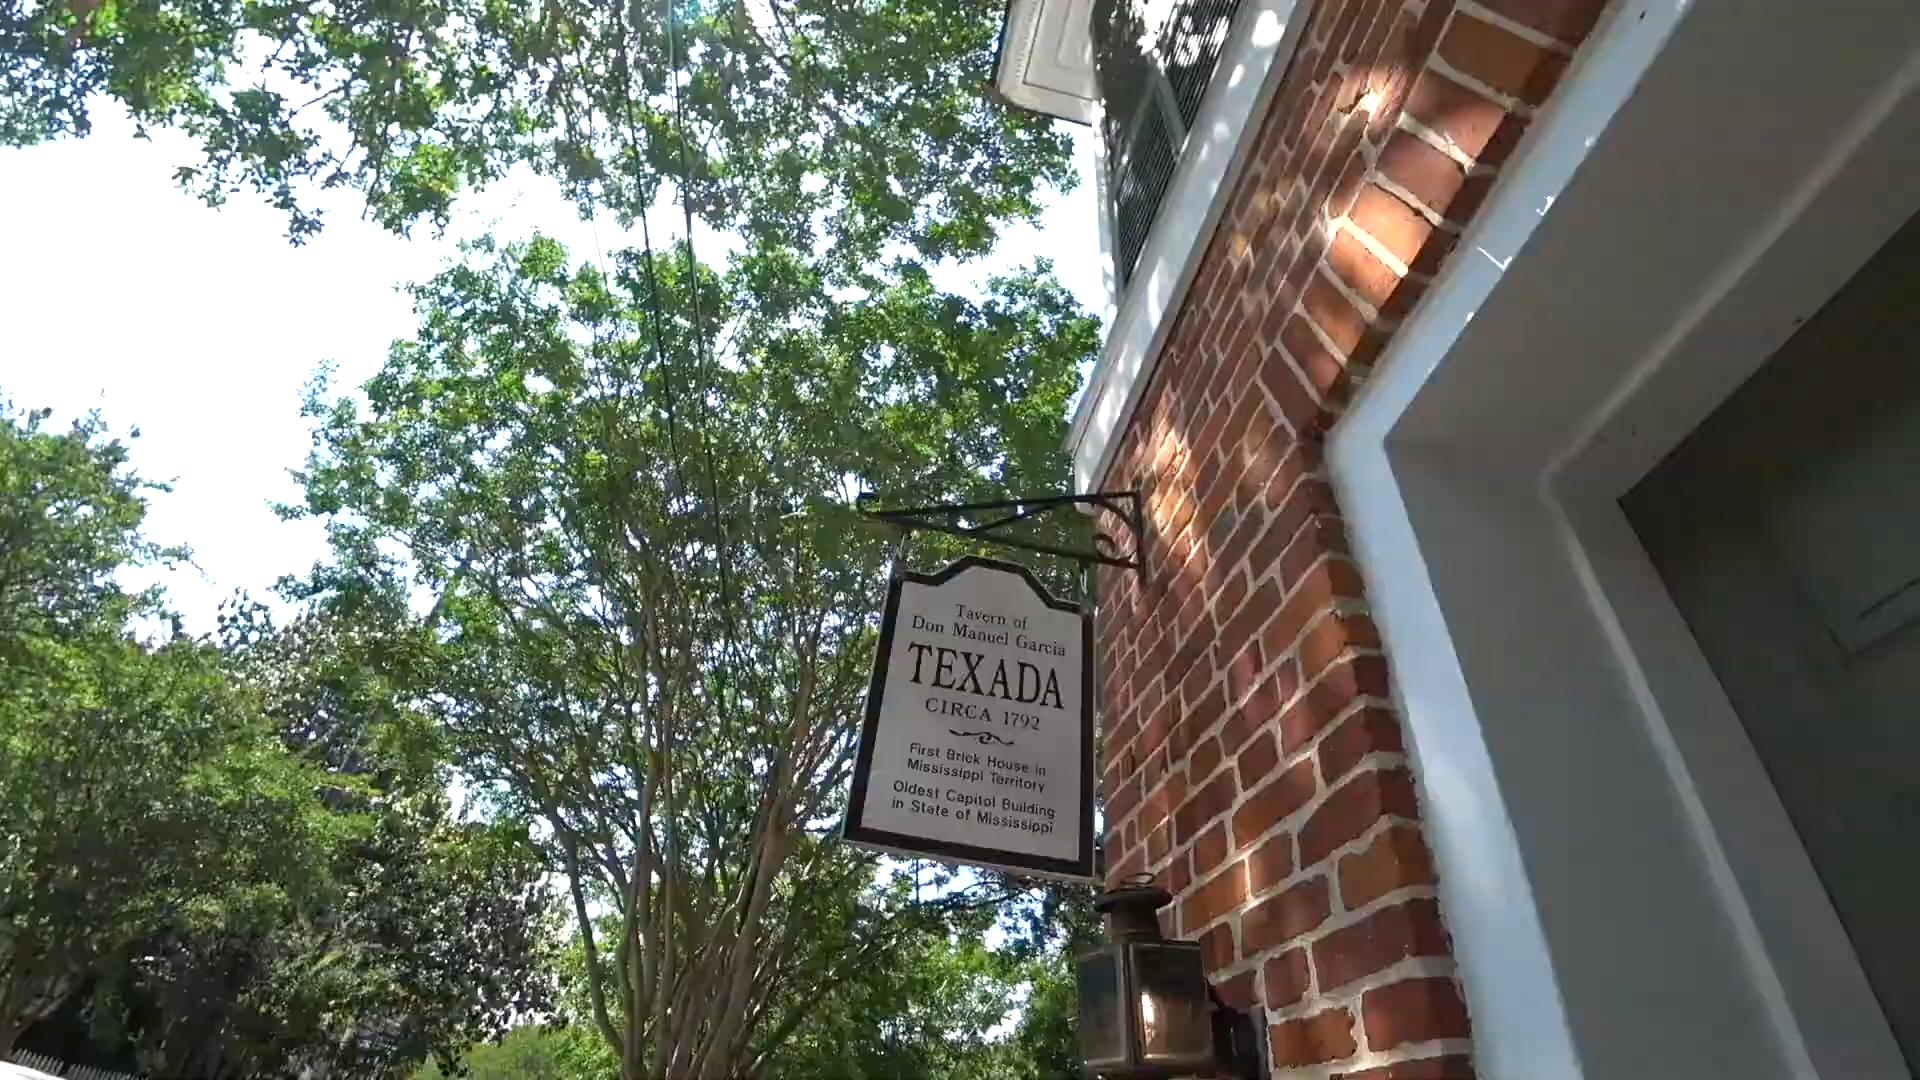 Tavern of
Don Manuel Garcia
TEXADA
CIRCA 1792
First Brick House in
Mississippi Territory
Oldest Capitol Building
in State of Mississippi